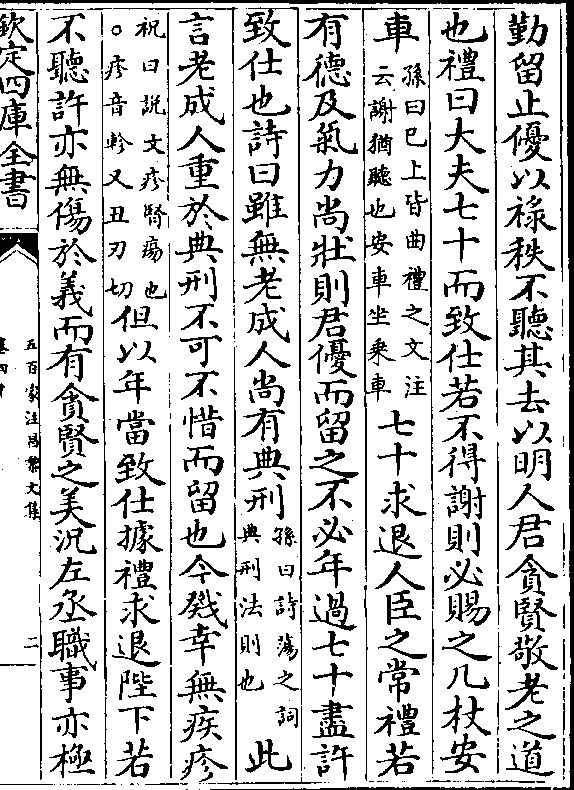 勤留止優以祿秩不聽其去以明人君貪賢敬老之道
也禮曰大夫七十而致仕若不得謝則必賜之几杖安
車孫曰已上皆曲禮之文注云謝猶聽也安車坐乘車七十求退人臣之常禮若
有德及氣力尚壯則君優而留之不必年過七十盡許
致仕也詩曰雖無老成人尚有典刑孫曰詩蕩之詞典刑法則也此
言老成人重於典刑不可不惜而留也今戣幸無疾疹
祝曰説文疹脣瘍也○疹音軫又丑刃切但以年當致仕據禮求退陛下若
不聽許亦無傷於義而有貪賢之美況左丞職事亦極
欽定四庫全書
五百家注昌黎文集
二